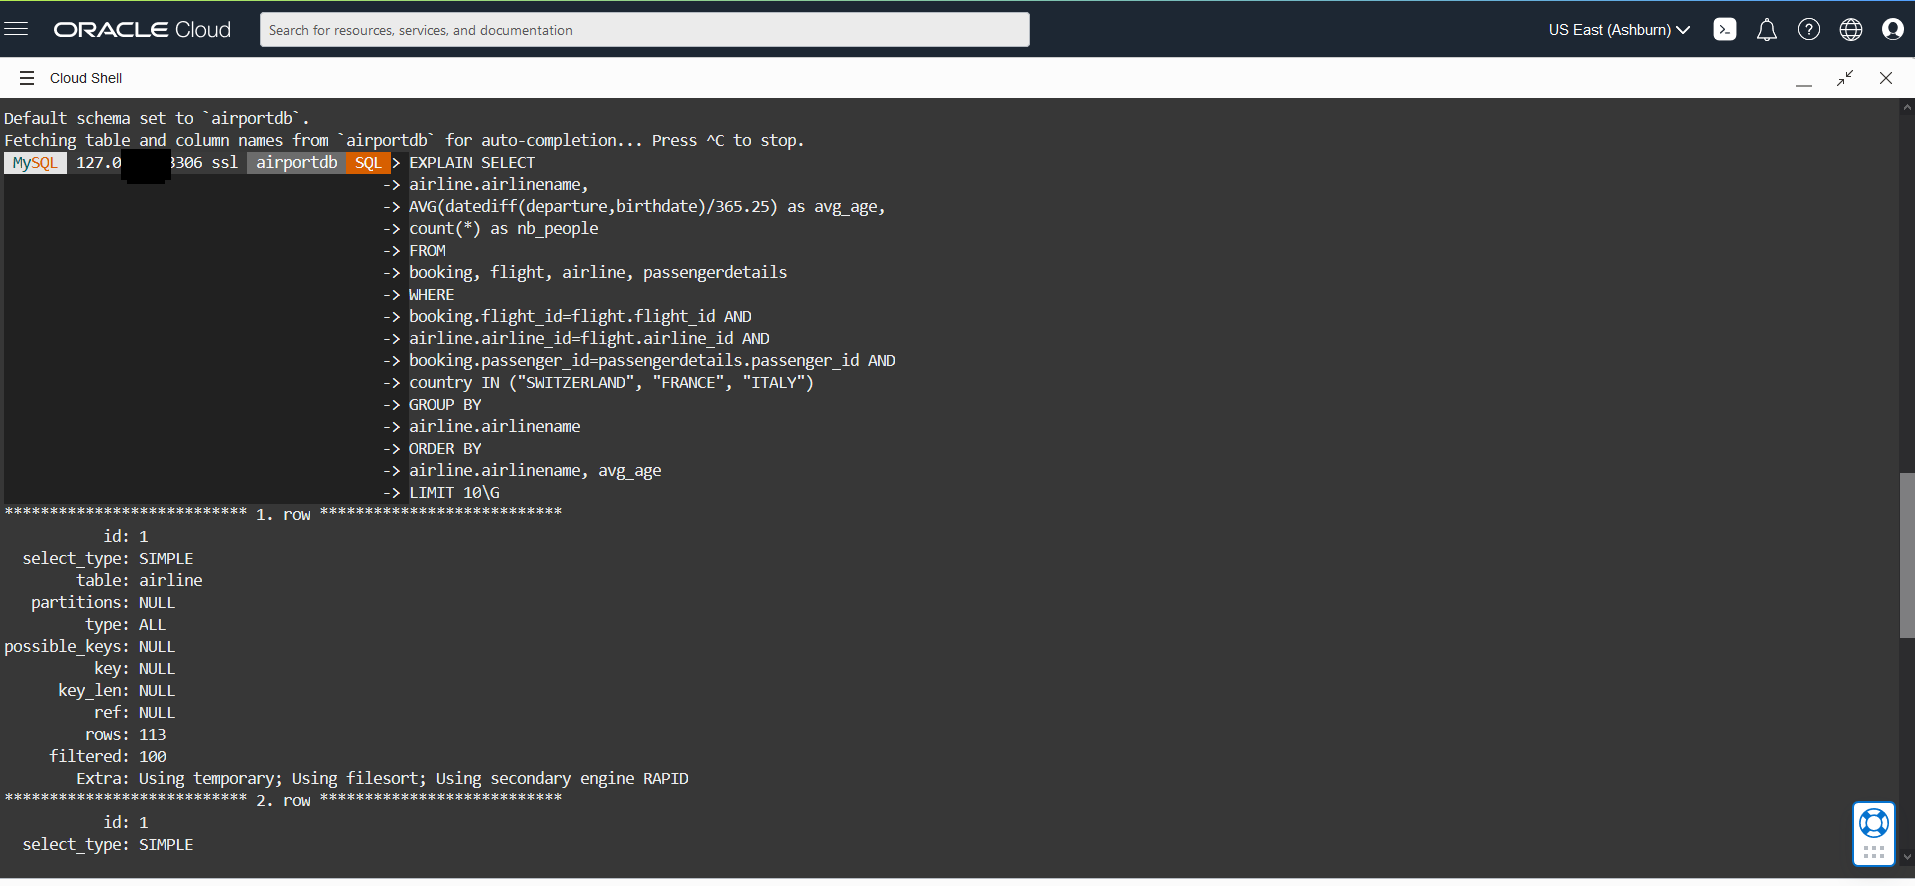 ORACLE Cloud
Search for resources, services, and documentation
US East (Ashburn)
Cloud Shell
Default schema set to `airportdb`.
Fetching table and column names from `airportdb` for auto-completion... Press ^C to stop.
MySQL 127.0 3306 ssl airportdb SQL > EXPLAIN SELECT
-> airline.airlinename,
-> AVG(datediff(departure,birthdate)/365.25) as avg_age,
-> count(*) as nb_people
-> FROM
-> booking, flight, airline, passengerdetails
-> WHERE
-> booking.flight_id=flight.flight_id AND
-> airline.airline_id=flight.airline_id AND
-> booking.passenger_id=passengerdetails.passenger_id AND
-> country IN ("SWITZERLAND", "FRANCE", "ITALY")
-> GROUP BY
-> airline.airlinename
-> ORDER BY
-> airline.airlinename, avg_age
-> LIMIT 10\G
*************************** 1. row ***************************
id: 1
select_type: SIMPLE
table: airline
partitions: NULL
type: ALL
possible_keys: NULL
key: NULL
key_len: NULL
ref: NULL
rows: 113
filtered: 100
Extra: Using temporary; Using filesort; Using secondary engine RAPID
*************************** 2. row ***************************
id: 1
select_type: SIMPLE